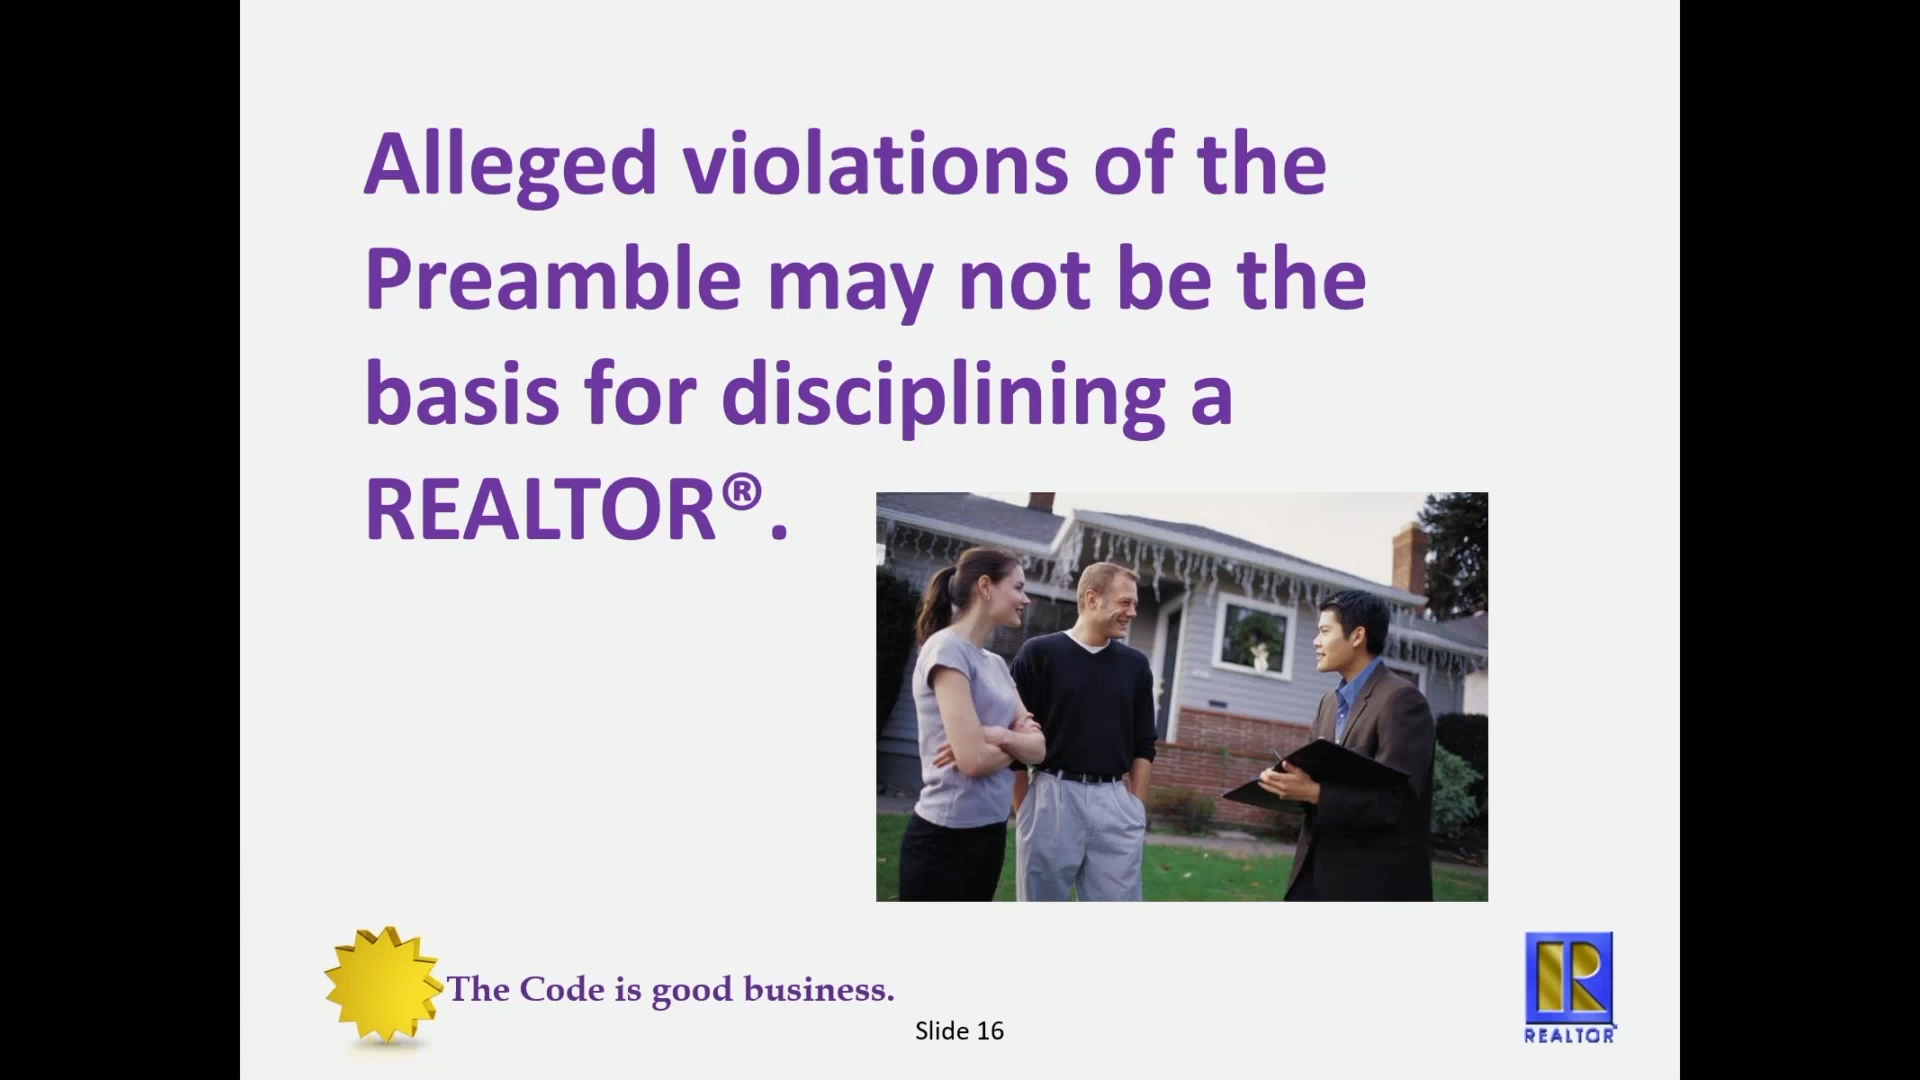 Alleged violations of the
Preamble may not be the
basis for disciplining a
REALTOR®.
The Code is good business.
Slide 16
R
REALTOR